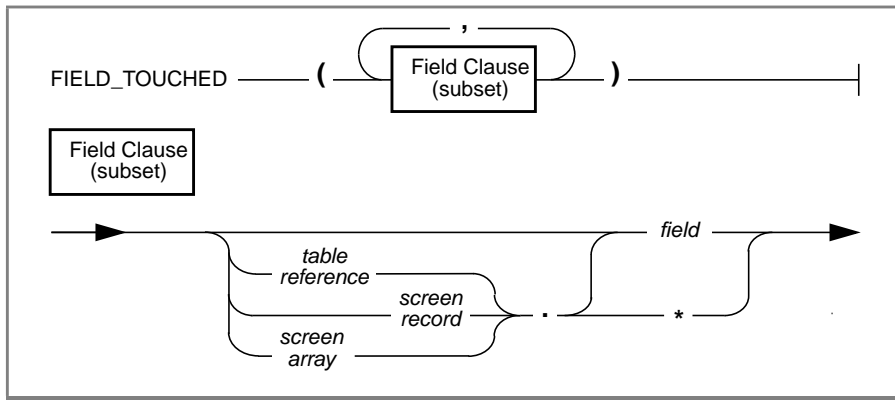 ,
FIELD_TOUCHED ( Field Clause )
(subset)
Field Clause
(subset)
field
table
reference
screen
record . *
screen
array